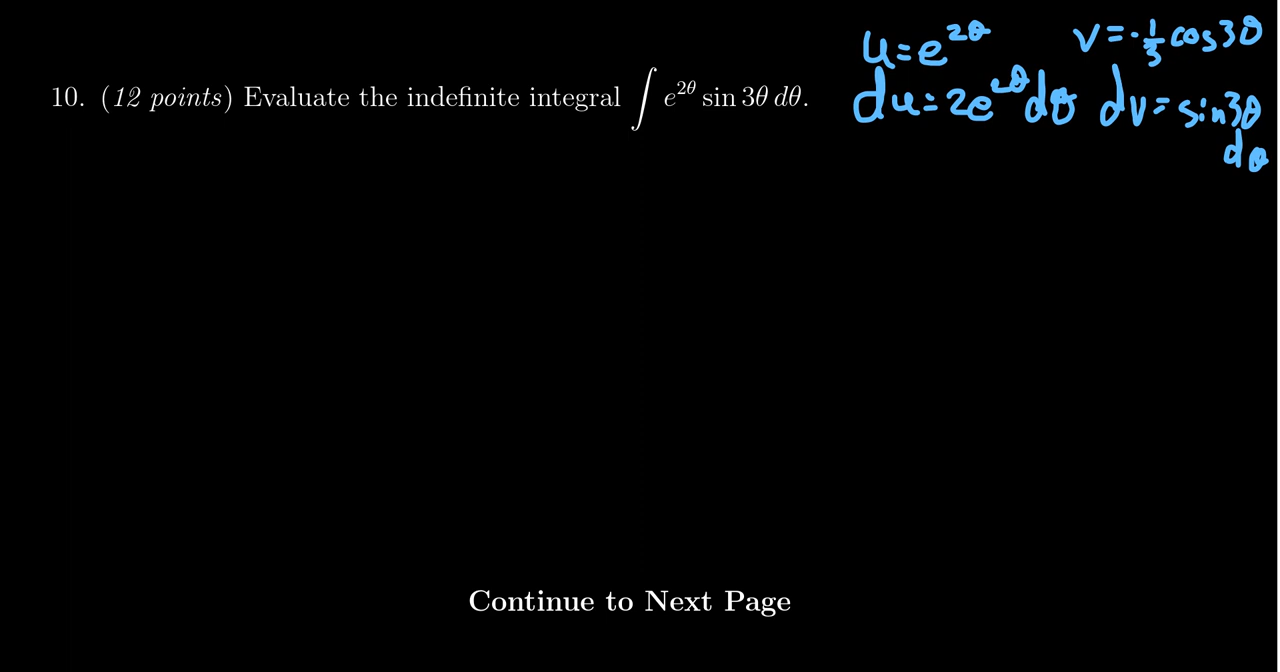 u = e^{2θ} v = -\frac{1}{3} cos 3θ
10. (12 points) Evaluate the indefinite integral ∫ e^{2θ} sin 3θ dθ.
du = 2e^{2θ} dθ dv = sin 3θ
dθ
Continue to Next Page